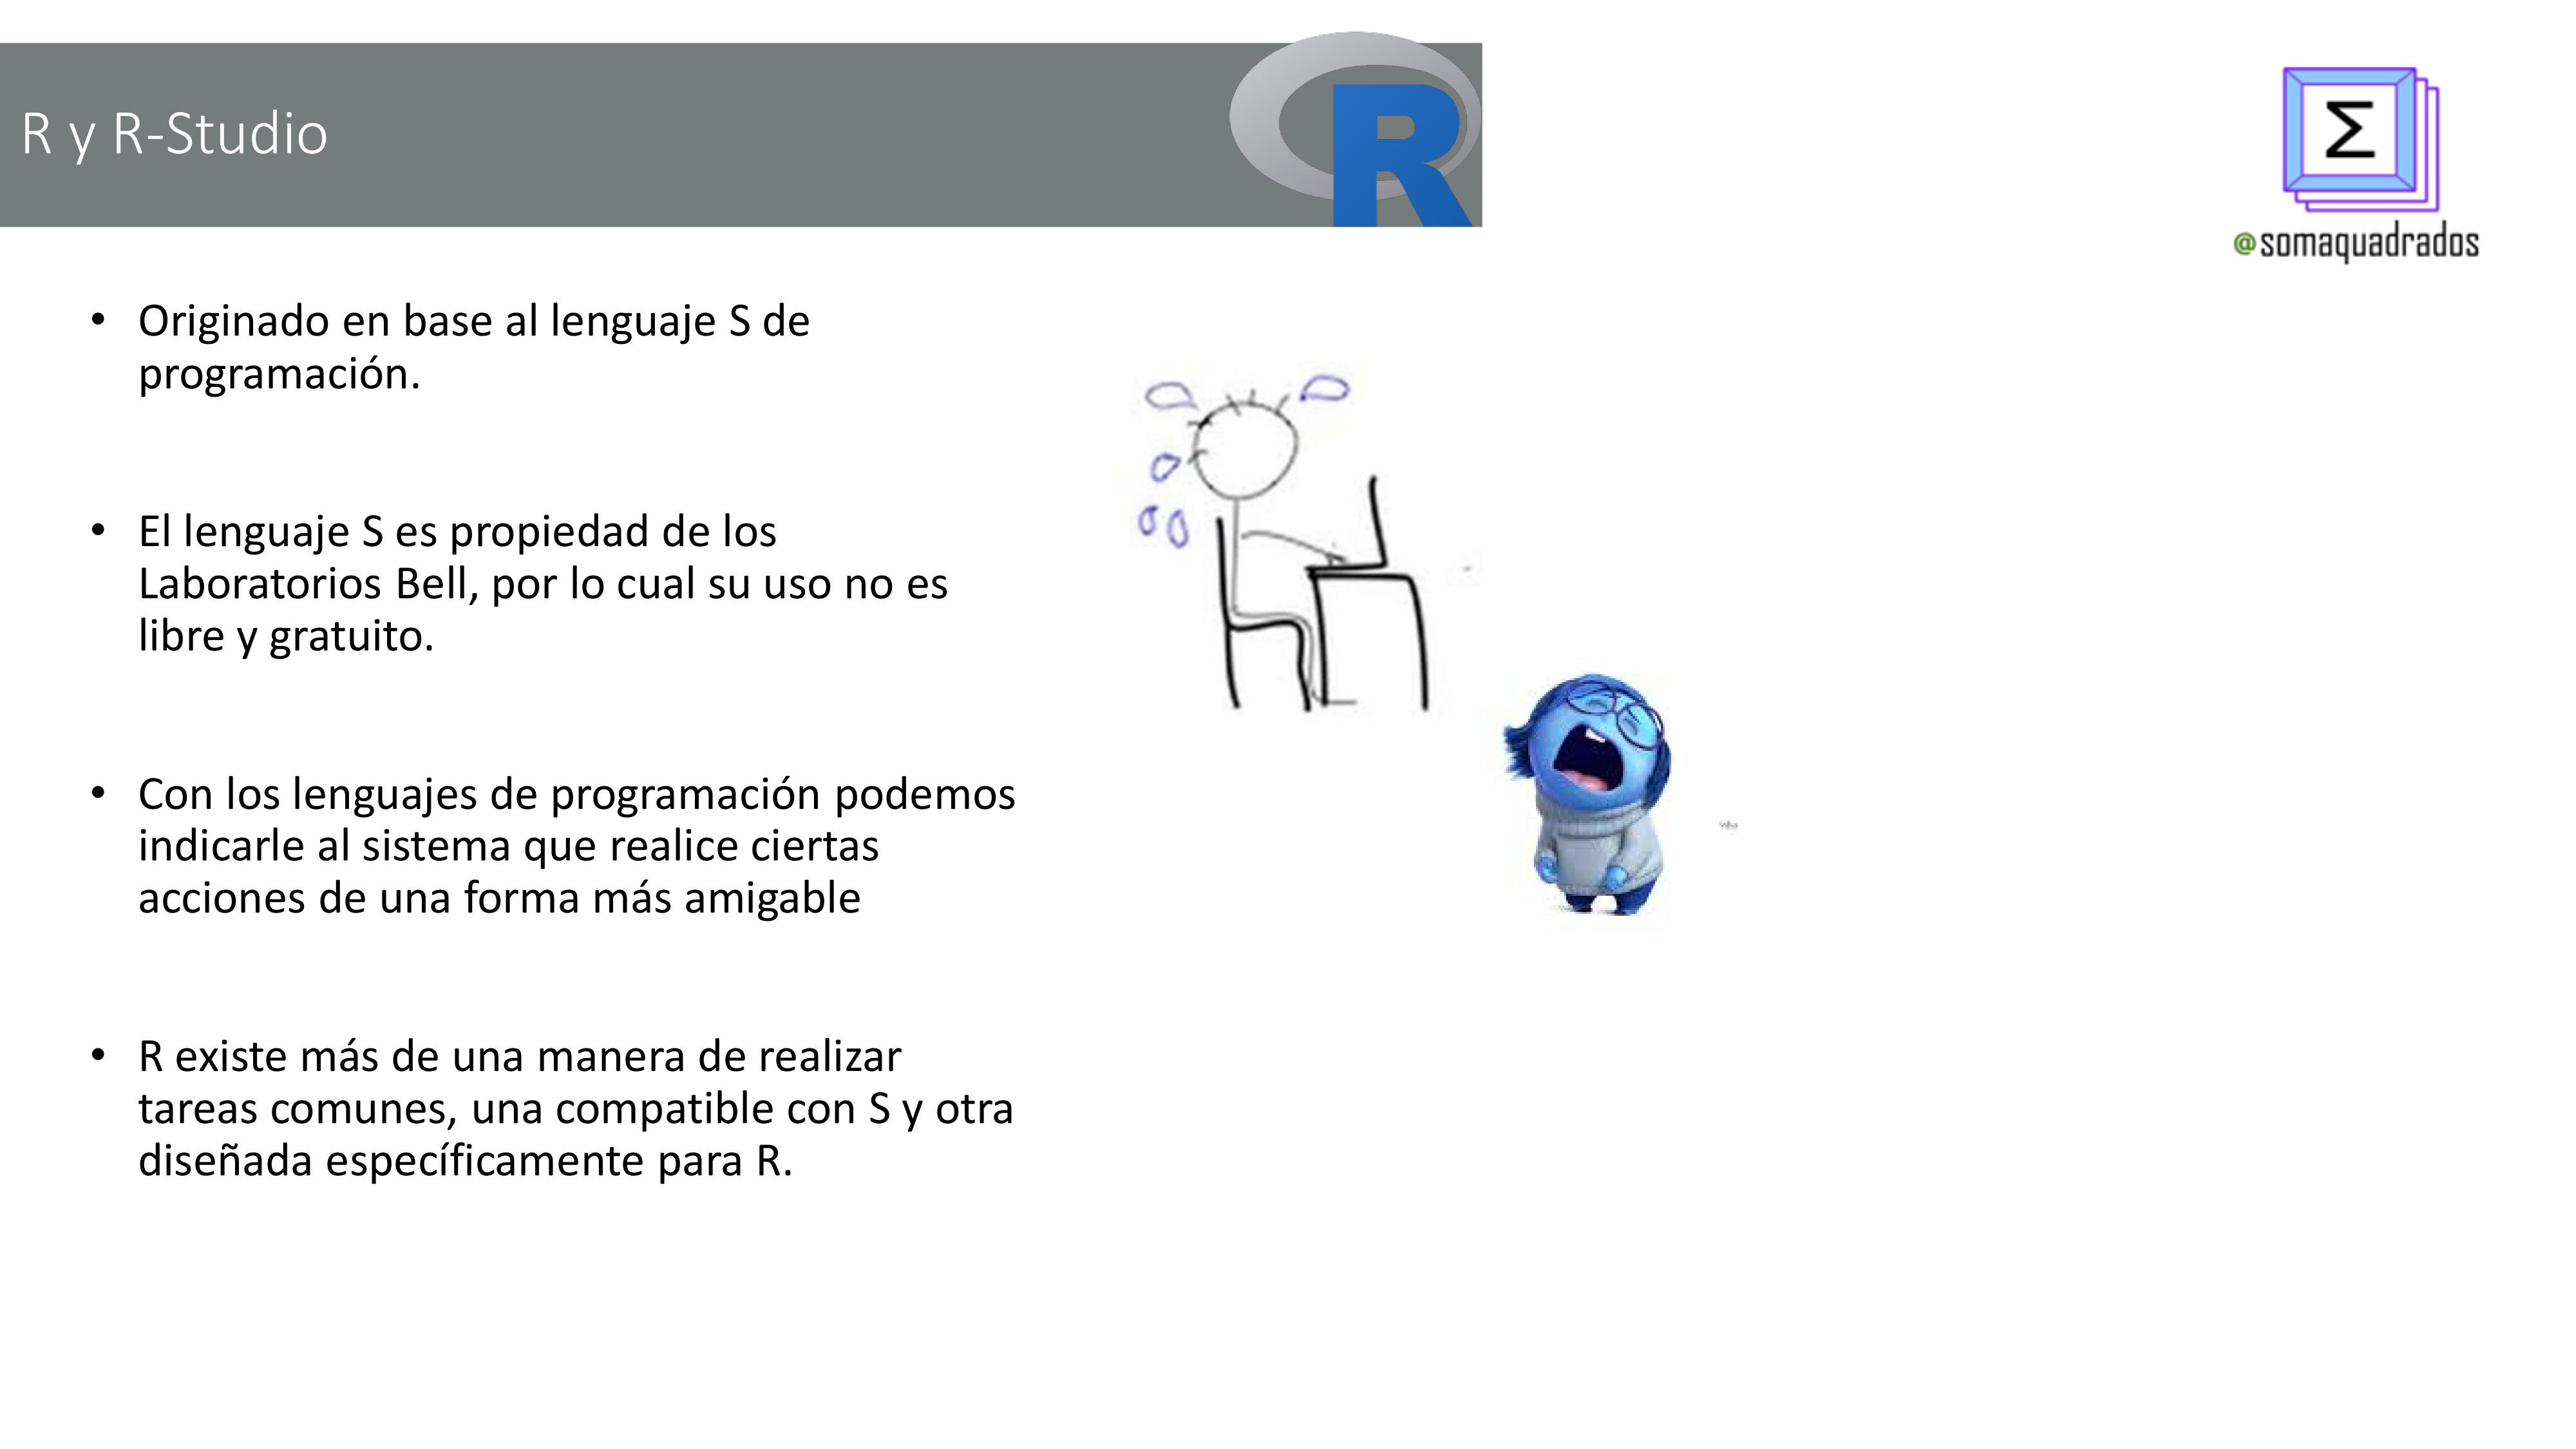 R y R-Studio
R
Σ
@somaquadrados
• Originado en base al lenguaje S de
programación.
• El lenguaje S es propiedad de los
Laboratorios Bell, por lo cual su uso no es
libre y gratuito.
• Con los lenguajes de programación podemos
indicarle al sistema que realice ciertas
acciones de una forma más amigable
• R existe más de una manera de realizar
tareas comunes, una compatible con S y otra
diseñada específicamente para R.